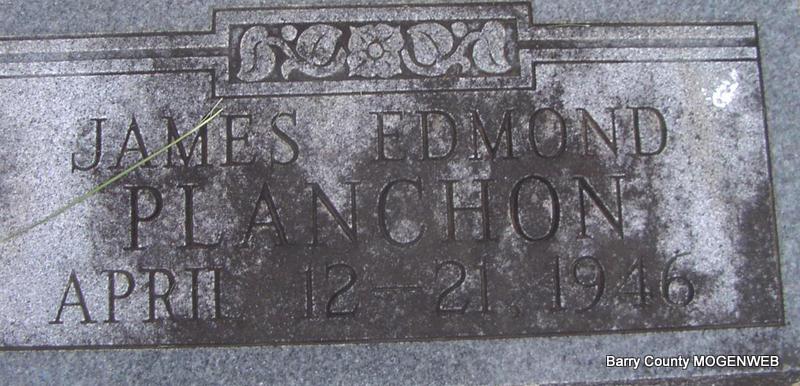 JAMES EDMOND
PLANCHON
APRIL 12–21, 1946
Barry County MOGENWEB